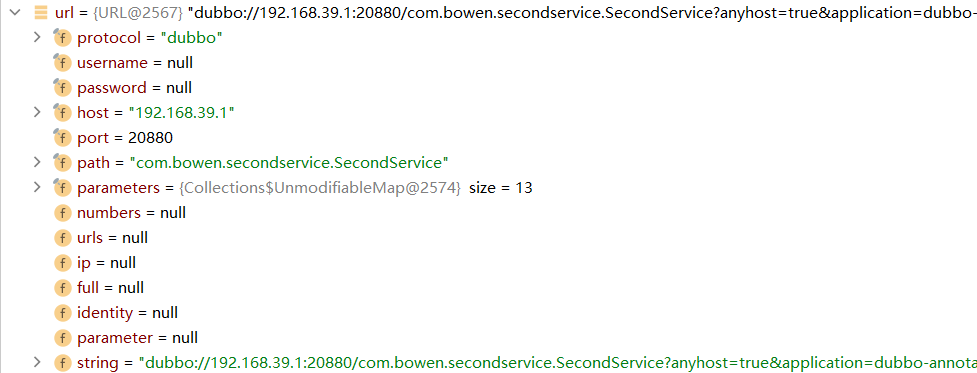 url = {URL@2567} "dubbo://192.168.39.1:20880/com.bowen.secondservice.SecondService?anyhost=true&application=dubbo-
f protocol = "dubbo"
f username = null
f password = null
f host = "192.168.39.1"
f port = 20880
f path = "com.bowen.secondservice.SecondService"
f parameters = {Collections$UnmodifiableMap@2574} size = 13
f numbers = null
f urls = null
f ip = null
f full = null
f identity = null
f parameter = null
f string = "dubbo://192.168.39.1:20880/com.bowen.secondservice.SecondService?anyhost=true&application=dubbo-annota